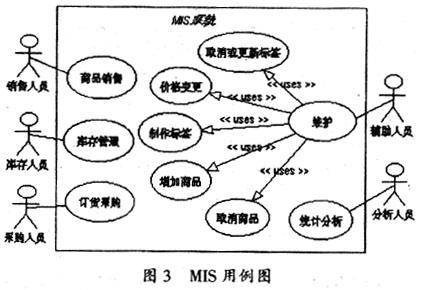 MIS系统
取消或更新标签
销售人员
商品销售
价格变更
<< uses >>
<< uses >>
库存人员
库存管理
制作标签
<< uses >>
维护
辅助人员
增加商品
<< uses >>
采购人员
订货采购
取消商品
<< uses >>
统计分析
分析人员
图 3 MIS 用例图